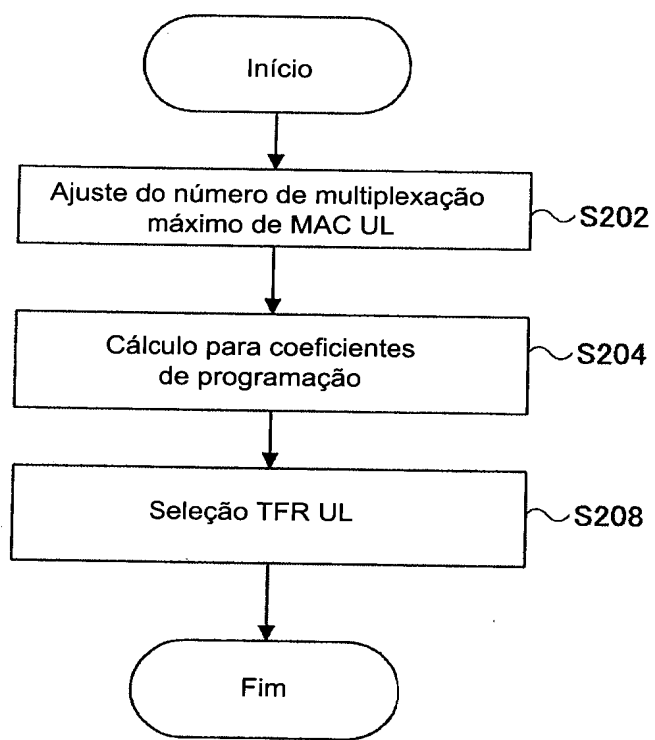 Início
Ajuste do número de multiplexação
máximo de MAC UL
S202
Cálculo para coeficientes
de programação
S204
Seleção TFR UL
S208
Fim